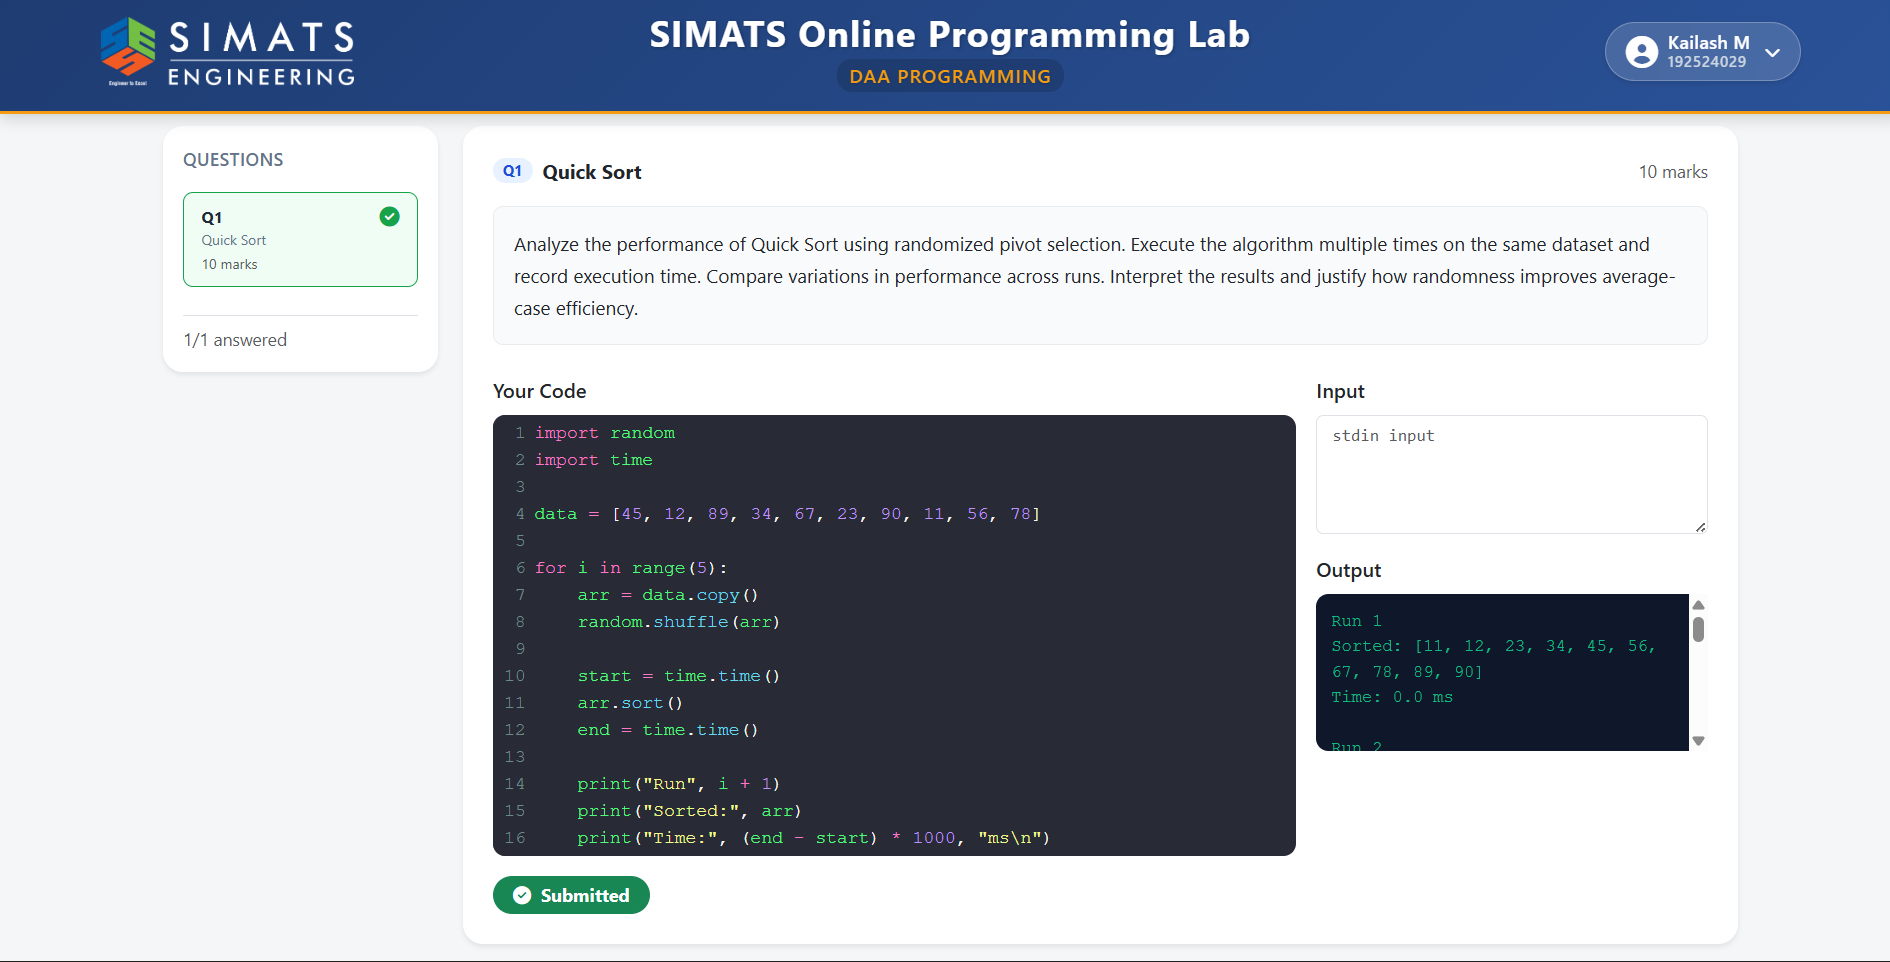 SIMATS
ENGINEERING
Engineer to Excel
SIMATS Online Programming Lab
DAA PROGRAMMING
Kailash M
192524029
QUESTIONS
Q1
Quick Sort
10 marks
1/1 answered
Q1 Quick Sort
10 marks
Analyze the performance of Quick Sort using randomized pivot selection. Execute the algorithm multiple times on the same dataset and
record execution time. Compare variations in performance across runs. Interpret the results and justify how randomness improves average-
case efficiency.
Your Code
1 import random
2 import time
3
4 data = [45, 12, 89, 34, 67, 23, 90, 11, 56, 78]
5
6 for i in range(5):
7     arr = data.copy()
8     random.shuffle(arr)
9
10     start = time.time()
11     arr.sort()
12     end = time.time()
13
14     print("Run", i + 1)
15     print("Sorted:", arr)
16     print("Time:", (end - start) * 1000, "ms\n")
Submitted
Input
stdin input
Output
Run 1
Sorted: [11, 12, 23, 34, 45, 56,
67, 78, 89, 90]
Time: 0.0 ms
Run 2